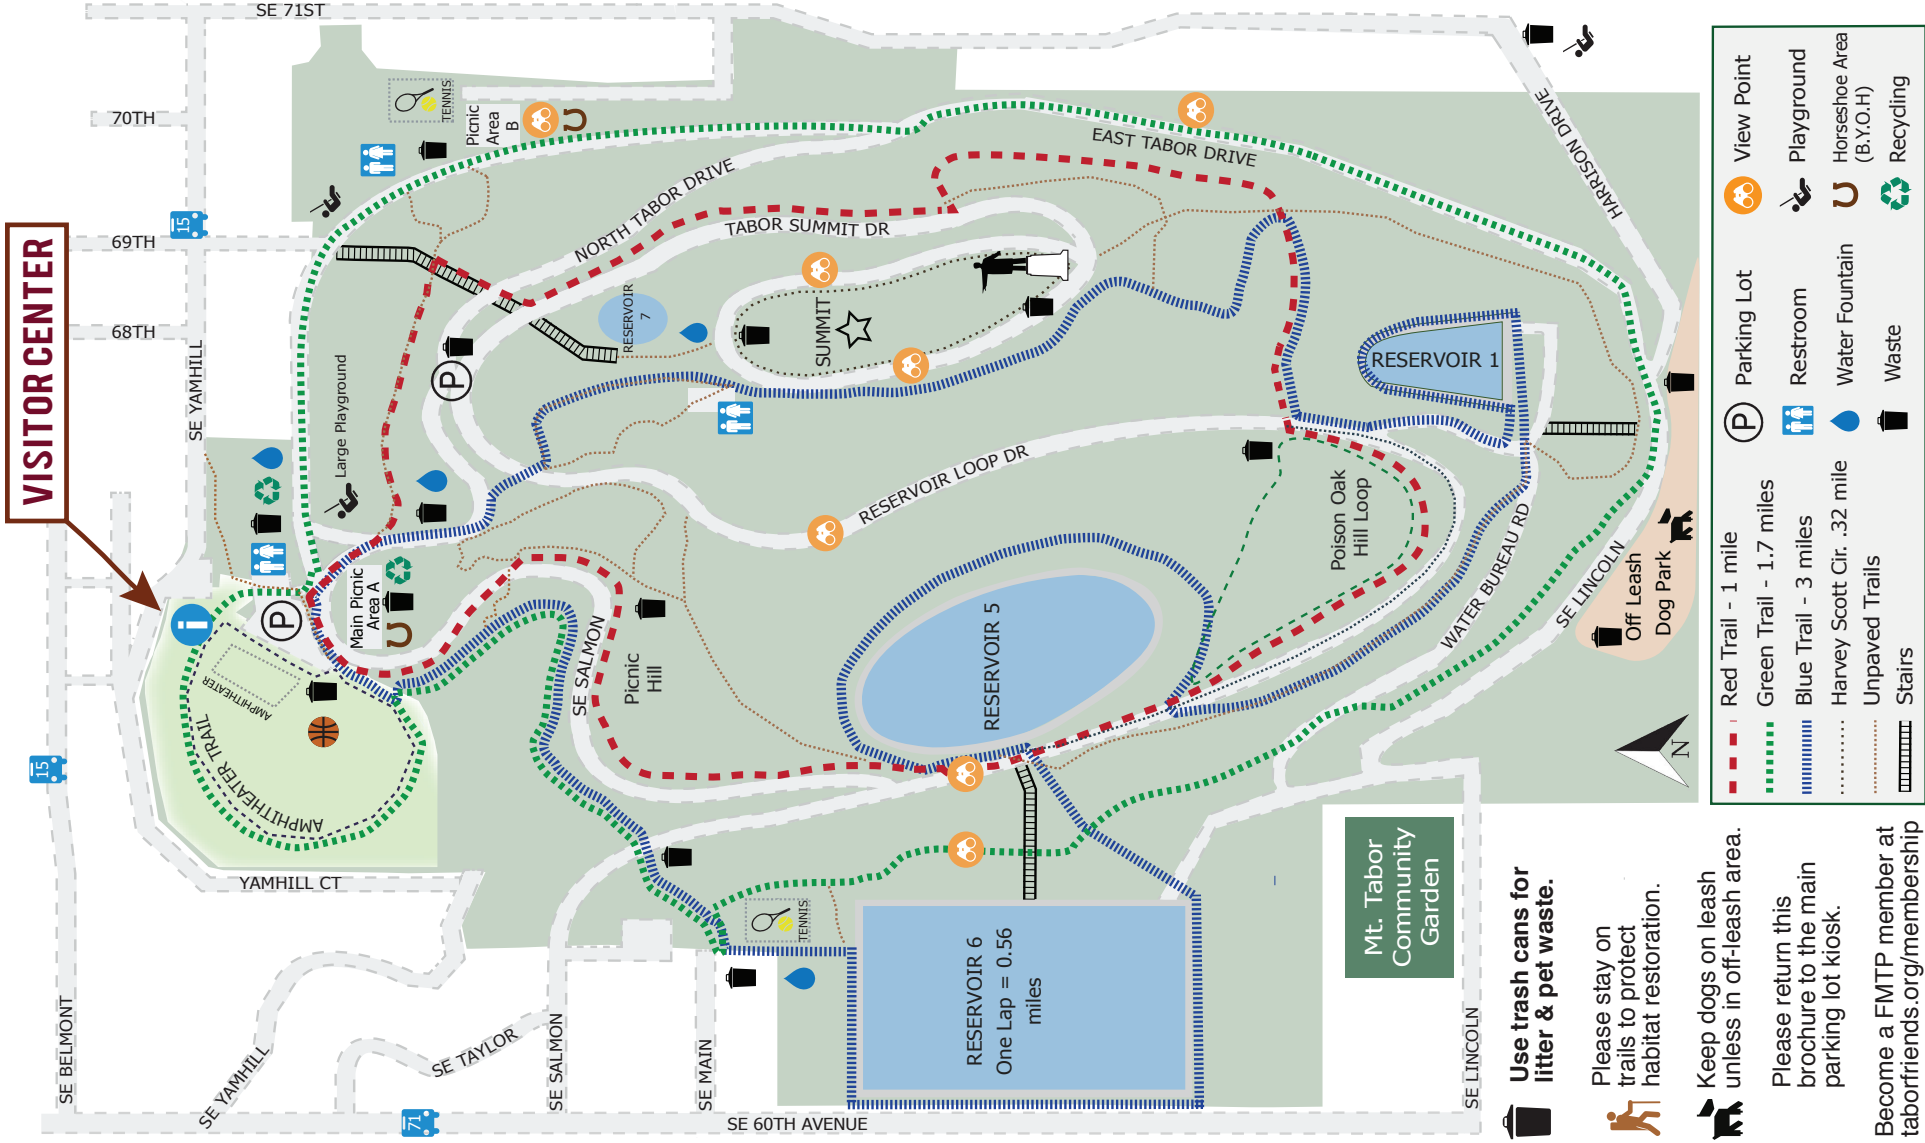 VISITOR CENTER
SE 71ST
70TH
69TH
68TH
SE YAMHILL
15
15
71
SE BELMONT
YAMHILL CT
SE YAMHILL
SE TAYLOR
SE SALMON
SE MAIN
SE 60TH AVENUE
SE LINCOLN
TENNIS
Picnic
Area
B
Large Playground
NORTH TABOR DRIVE
TABOR SUMMIT DR
EAST TABOR DRIVE
HARRISON DRIVE
RESERVOIR
7
SUMMIT
RESERVOIR 1
P
RESERVOIR LOOP DR
Main Picnic
Area A
P
i
AMPHITHEATER
AMPHITHEATER TRAIL
SE SALMON
Picnic
Hill
RESERVOIR 5
Poison Oak
Hill Loop
WATER BUREAU RD
SE LINCOLN
Off Leash
Dog Park
TENNIS
RESERVOIR 6
One Lap = 0.56
miles
Mt. Tabor
Community
Garden
N
Red Trail - 1 mile
Green Trail - 1.7 miles
Blue Trail - 3 miles
Harvey Scott Cir. .32 mile
Unpaved Trails
Stairs
P
Parking Lot
Restroom
Water Fountain
Waste
View Point
Playground
Horseshoe Area
(B.Y.O.H)
Recycling
Use trash cans for
litter & pet waste.
Please stay on
trails to protect
habitat restoration.
Keep dogs on leash
unless in off-leash area.
Please return this
brochure to the main
parking lot kiosk.
Become a FMTP member at
taborfriends.org/membership